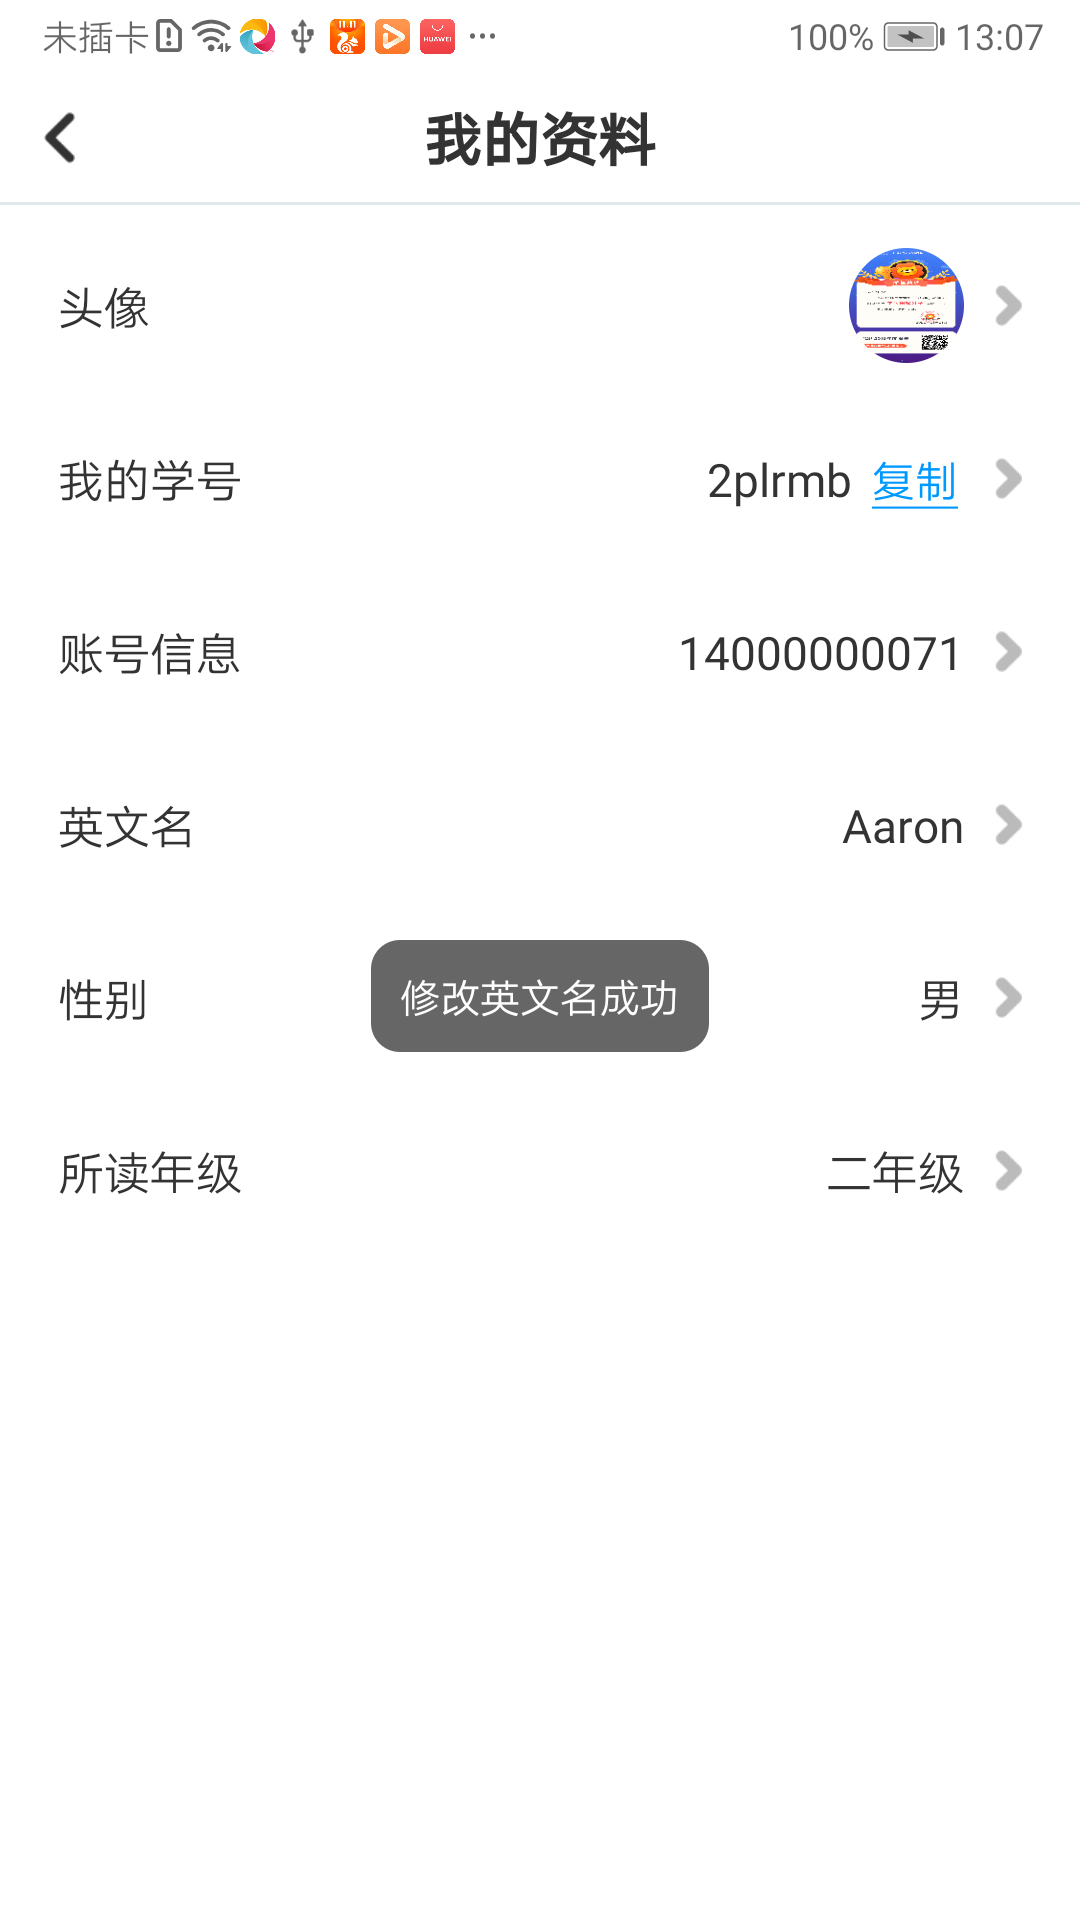 未插卡 100% 13:07
我的资料
头像
我的学号 2plrmb 复制
账号信息 14000000071
英文名 Aaron
性别 男
修改英文名成功
所读年级 二年级
HUAWEI